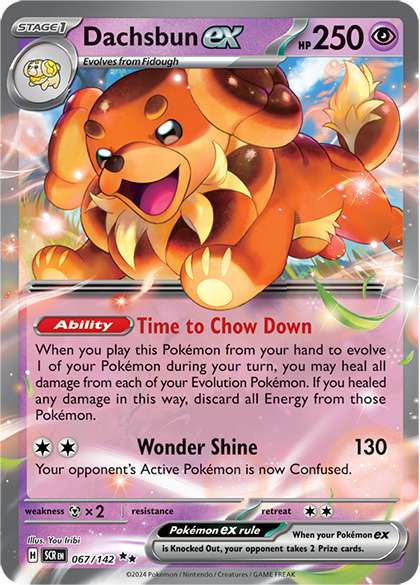 STAGE 1
Dachsbun ex
HP 250
Evolves from Fidough
Ability Time to Chow Down
When you play this Pokémon from your hand to evolve
1 of your Pokémon during your turn, you may heal all
damage from each of your Evolution Pokémon. If you healed
any damage in this way, discard all Energy from those
Pokémon.
Wonder Shine 130
Your opponent's Active Pokémon is now Confused.
weakness ×2 resistance retreat
Illus. You Iribi
Pokémon ex rule When your Pokémon ex
is Knocked Out, your opponent takes 2 Prize cards.
H SCR EN 067/142 ★★
©2024 Pokémon / Nintendo / Creatures / GAME FREAK